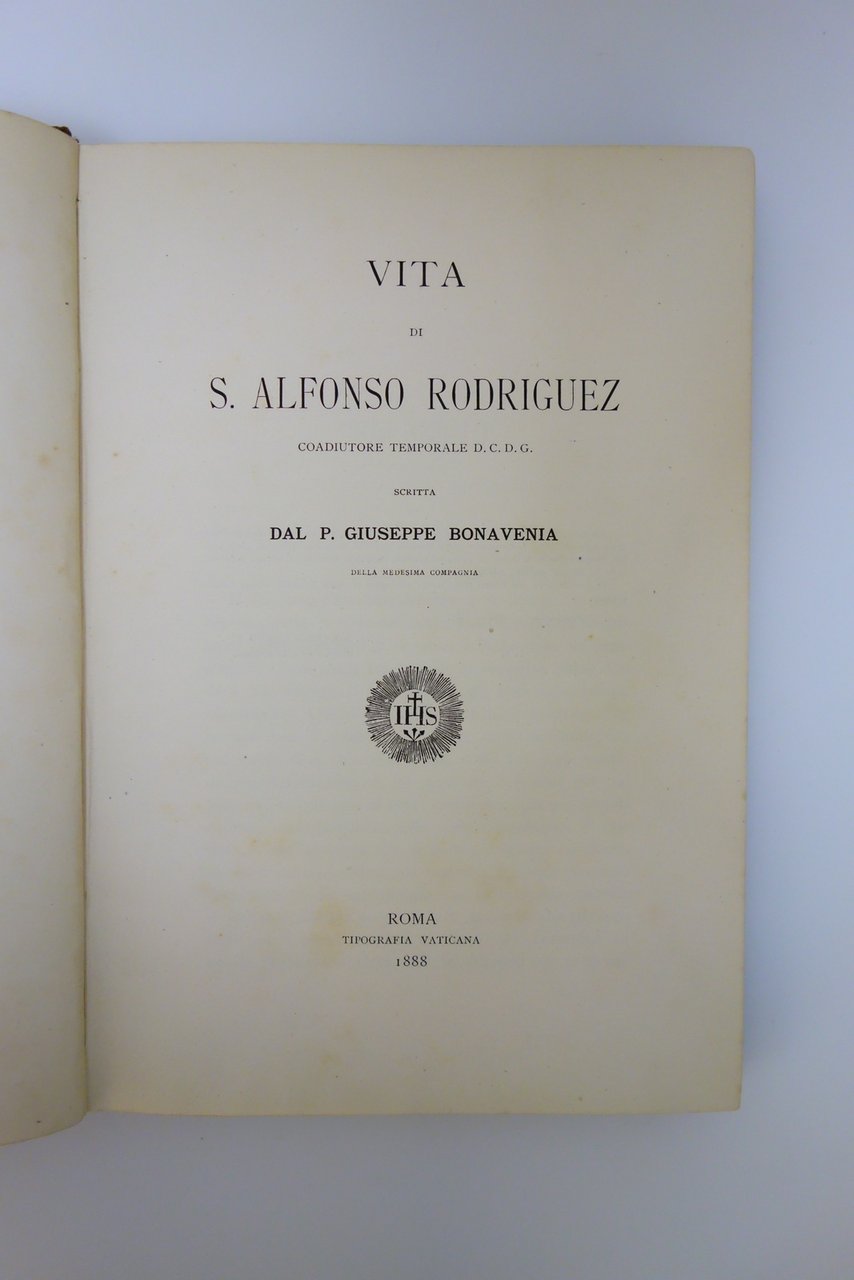 VITA
DI
S. ALFONSO RODRIGUEZ
COADIUTORE TEMPORALE D. C. D. G.
SCRITTA
DAL P. GIUSEPPE BONAVENIA
DELLA MEDESIMA COMPAGNIA
IHS
ROMA
TIPOGRAFIA VATICANA
1888